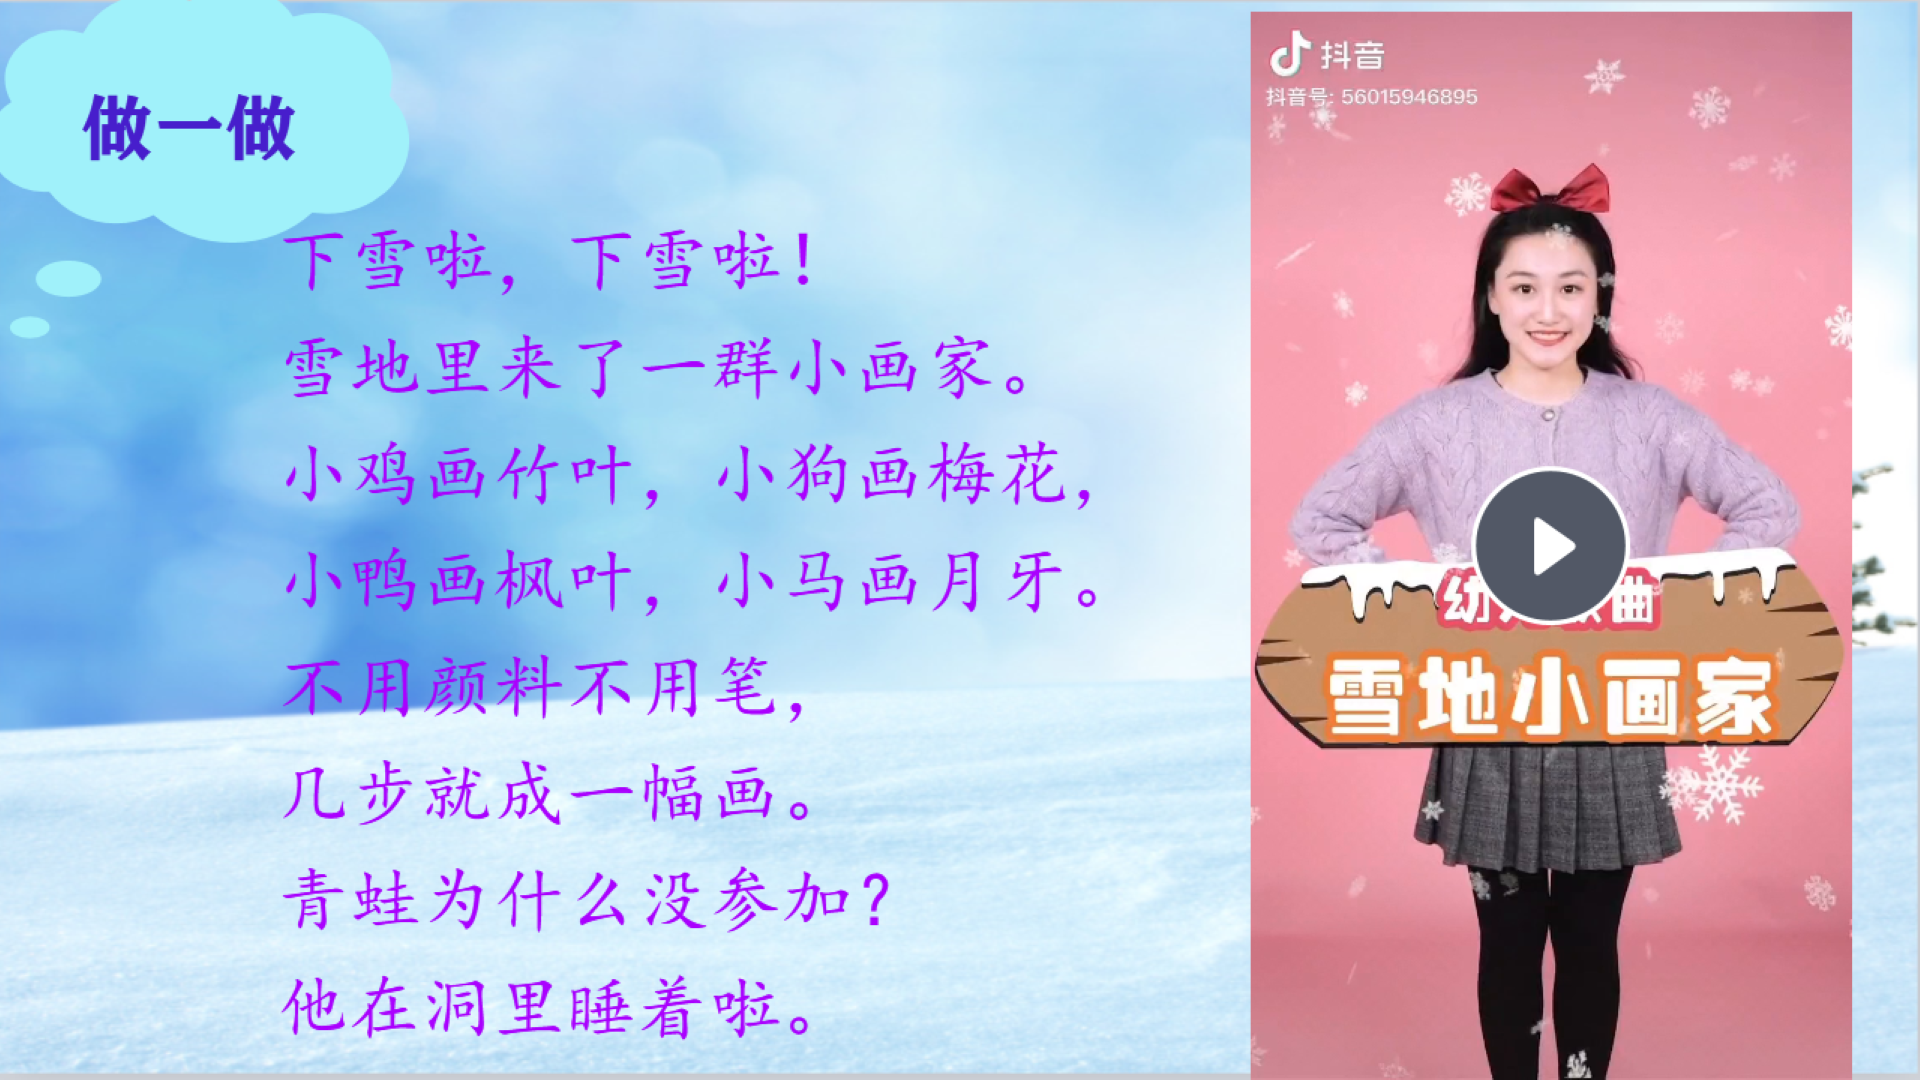 做一做
下雪啦，下雪啦！
雪地里来了一群小画家。
小鸡画竹叶，小狗画梅花，
小鸭画枫叶，小马画月牙。
不用颜料不用笔，
几步就成一幅画。
青蛙为什么没参加？
他在洞里睡着啦。
抖音
抖音号: 56015946895
幼
曲
雪地小画家